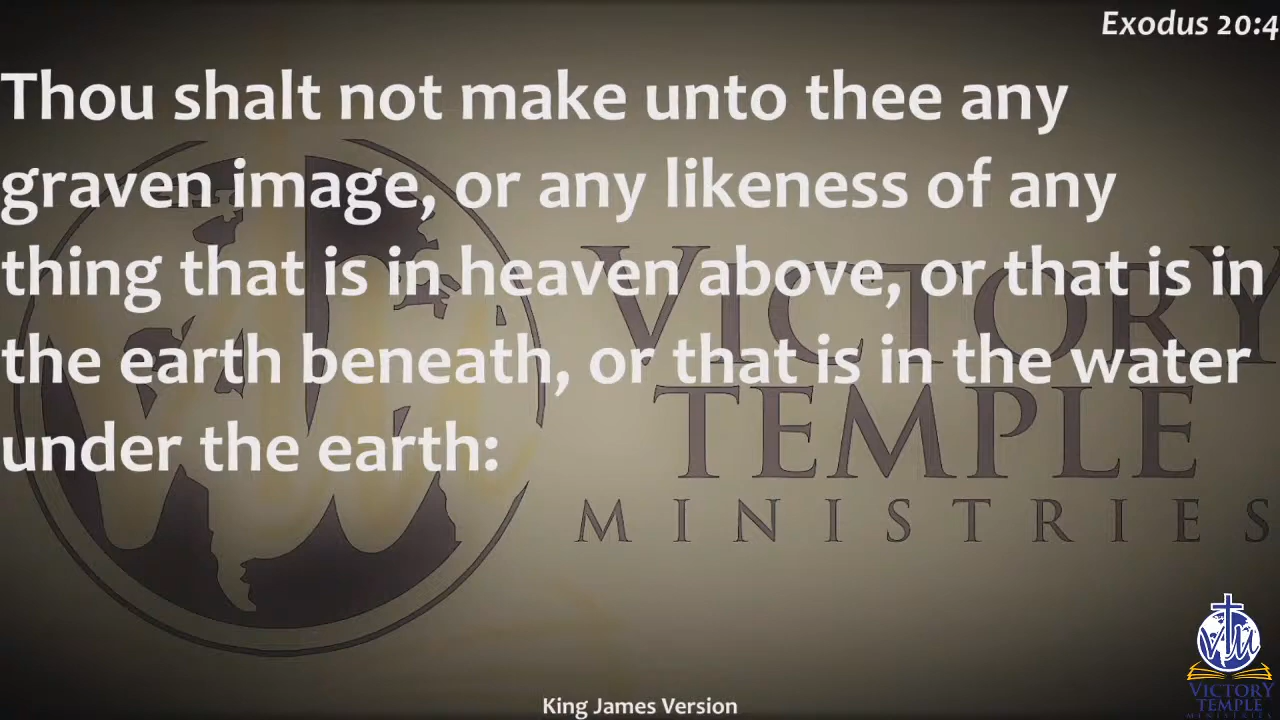 Exodus 20:4
Thou shalt not make unto thee any
graven image, or any likeness of any
thing that is in heaven above, or that is in
the earth beneath, or that is in the water
under the earth:
VICTORY
TEMPLE
MINISTRIES
King James Version
VTM
VICTORY
TEMPLE
MINISTRIES